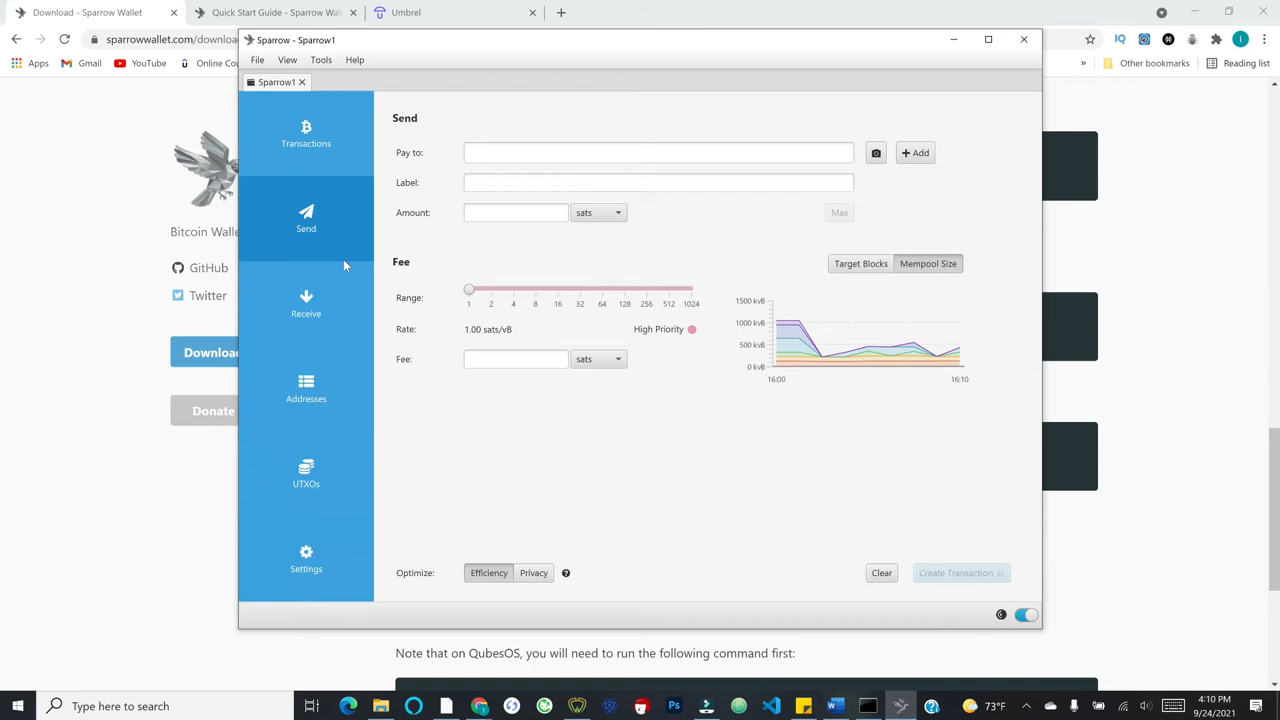 Download - Sparrow Wallet
Quick Start Guide - Sparrow Wall
Umbrel
sparrowwallet.com/downloa
Apps
Gmail
YouTube
Online Co
»
Other bookmarks
Reading list
Sparrow - Sparrow1
File View Tools Help
Sparrow1
Transactions
Send
Receive
Addresses
UTXOs
Settings
Send
Pay to:
+ Add
Label:
Amount:
sats
Max
Fee
Target Blocks
Mempool Size
Range:
1 2 4 8 16 32 64 128 256 512 1024
Rate:
1.00 sats/vB
High Priority
Fee:
sats
1500 kvB
1000 kvB
500 kvB
0 kvB
16:00
16:10
Optimize:
Efficiency
Privacy
Clear
Create Transaction »
Bitcoin Walle
GitHub
Twitter
Download
Donate
Note that on QubesOS, you will need to run the following command first:
Type here to search
73°F
4:10 PM
9/24/2021